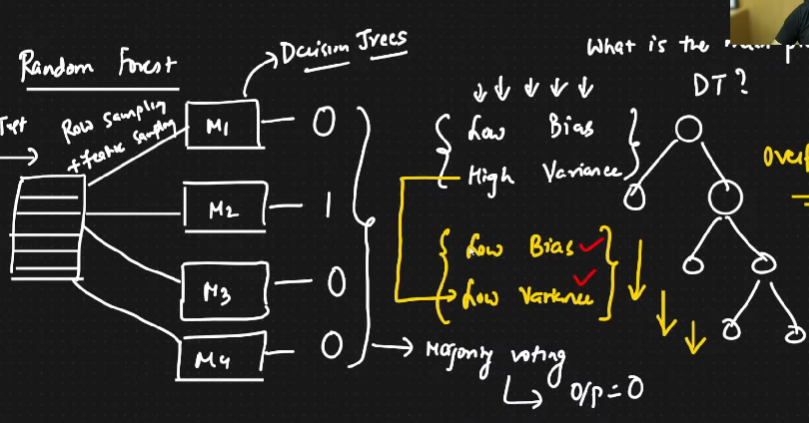 Random Forest
Row Sampling
+ Feature Sampling
M1
0
M2
1
M3
0
M4
0
Decision Trees
Majority voting
O/P = 0
What is the
DT?
Low Bias
High Variance
Low Bias
Low Variance